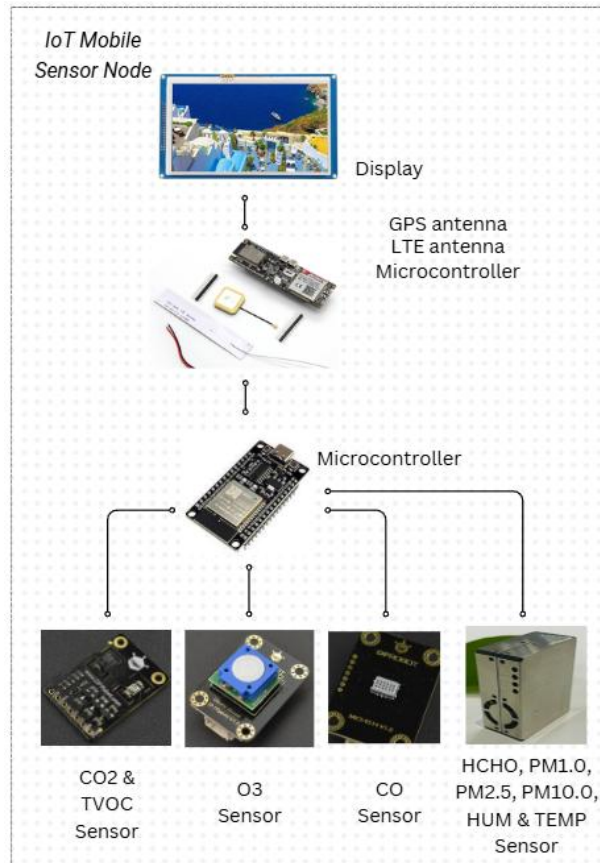 IoT Mobile
Sensor Node
Display
GPS antenna
LTE antenna
Microcontroller
Microcontroller
CO2 &
TVOC
Sensor
O3
Sensor
CO
Sensor
HCHO, PM1.0,
PM2.5, PM10.0,
HUM & TEMP
Sensor